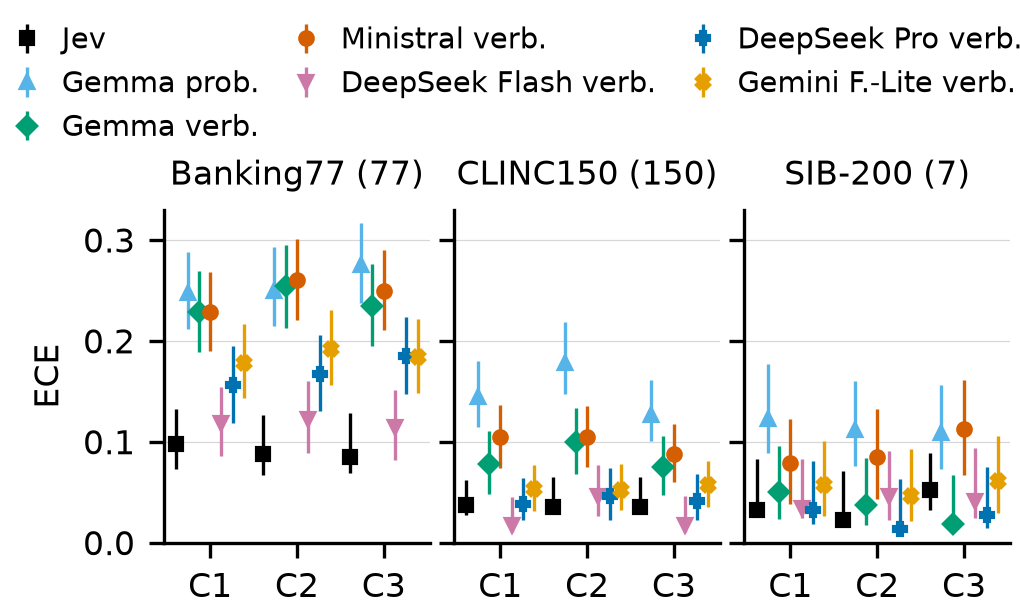 Jev
Ministral verb.
DeepSeek Pro verb.
Gemma prob.
DeepSeek Flash verb.
Gemini F.-Lite verb.
Gemma verb.
Banking77 (77)
CLINC150 (150)
SIB-200 (7)
ECE
0.3
0.2
0.1
0.0
C1 C2 C3
C1 C2 C3
C1 C2 C3